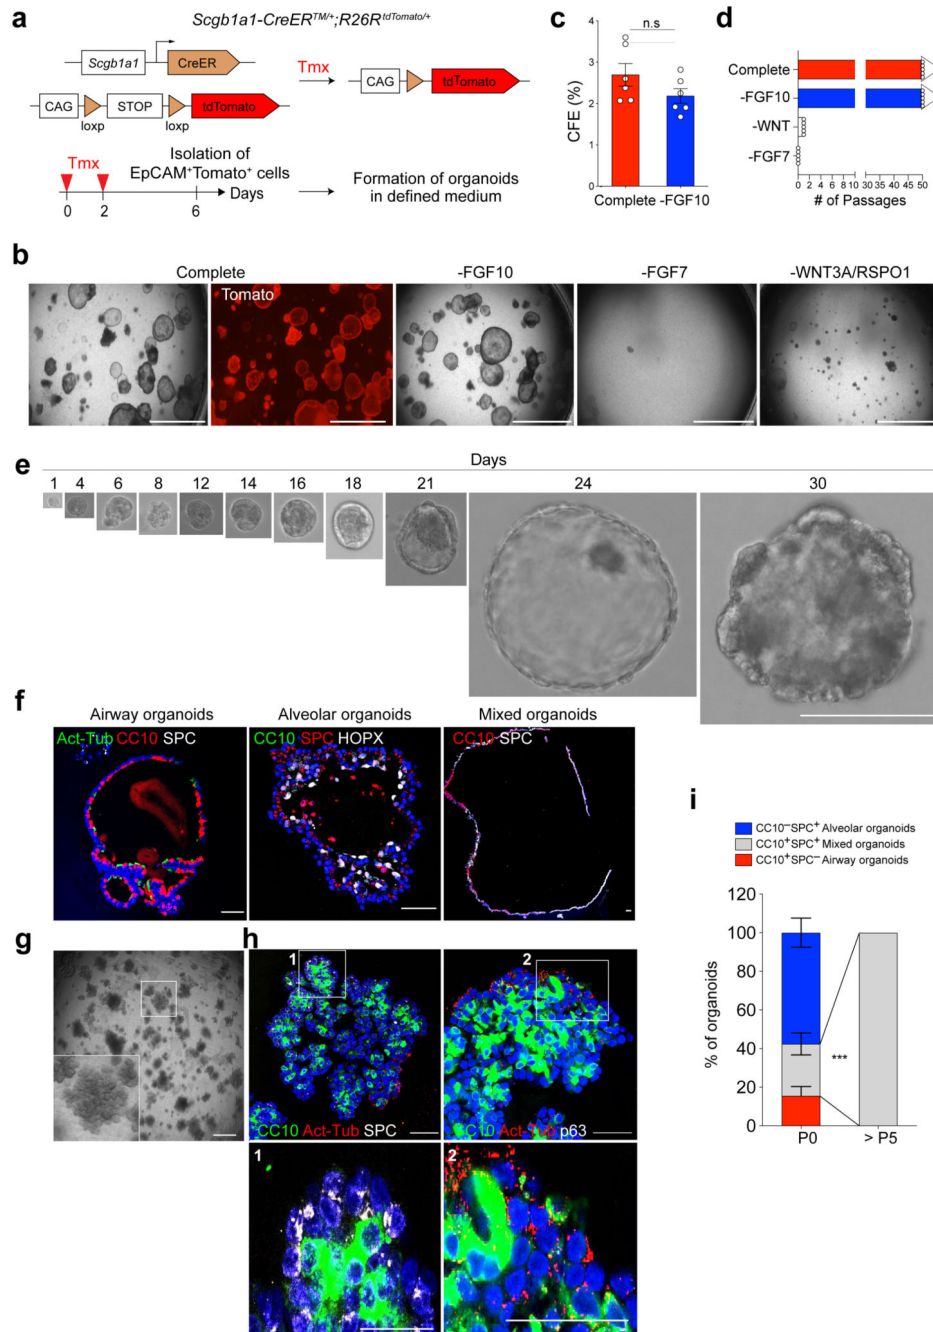 a
Scgb1a1-CreERTM/+;R26RtdTomato/+
Scgb1a1
CreER
Tmx
CAG
tdTomato
CAG
STOP
tdTomato
loxp
loxp
Tmx
Isolation of
EpCAM+Tomato+ cells
Days
0
2
6
Formation of organoids
in defined medium
c
n.s
CFE (%)
4
3
2
1
0
Complete -FGF10
d
Complete
-FGF10
-WNT
-FGF7
0 2 4 6 8 10 30 35 40 45 50
# of Passages
b
Complete
-FGF10
-FGF7
-WNT3A/RSPO1
Tomato
e
Days
1 4 6 8 12 14 16 18 21 24 30
f
Airway organoids
Alveolar organoids
Mixed organoids
Act-Tub CC10 SPC
CC10 SPC HOPX
CC10 SPC
g
h
1
2
CC10 Act-Tub SPC
CC10 Act-Tub p63
1
2
i
CC10−SPC+ Alveolar organoids
CC10+SPC+ Mixed organoids
CC10+SPC− Airway organoids
% of organoids
120
100
80
60
40
20
0
***
P0
> P5